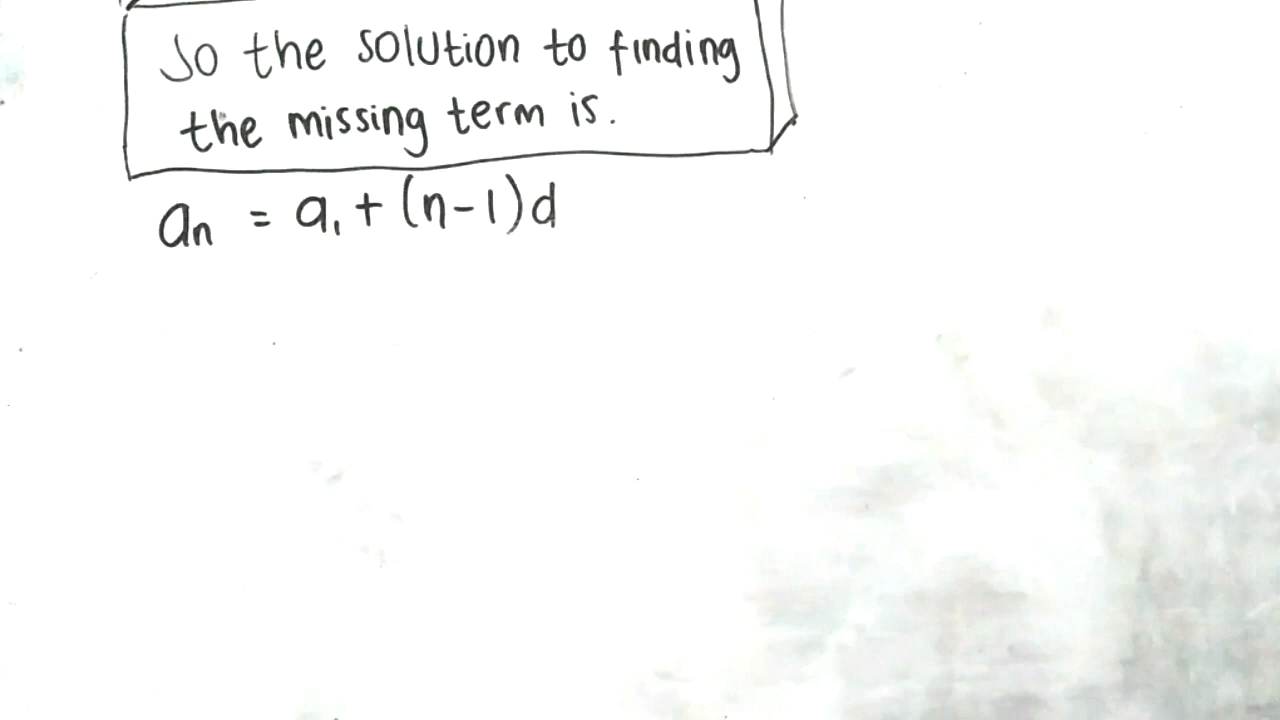 So the solution to finding
the missing term is.
an = a₁ + (n-1)d